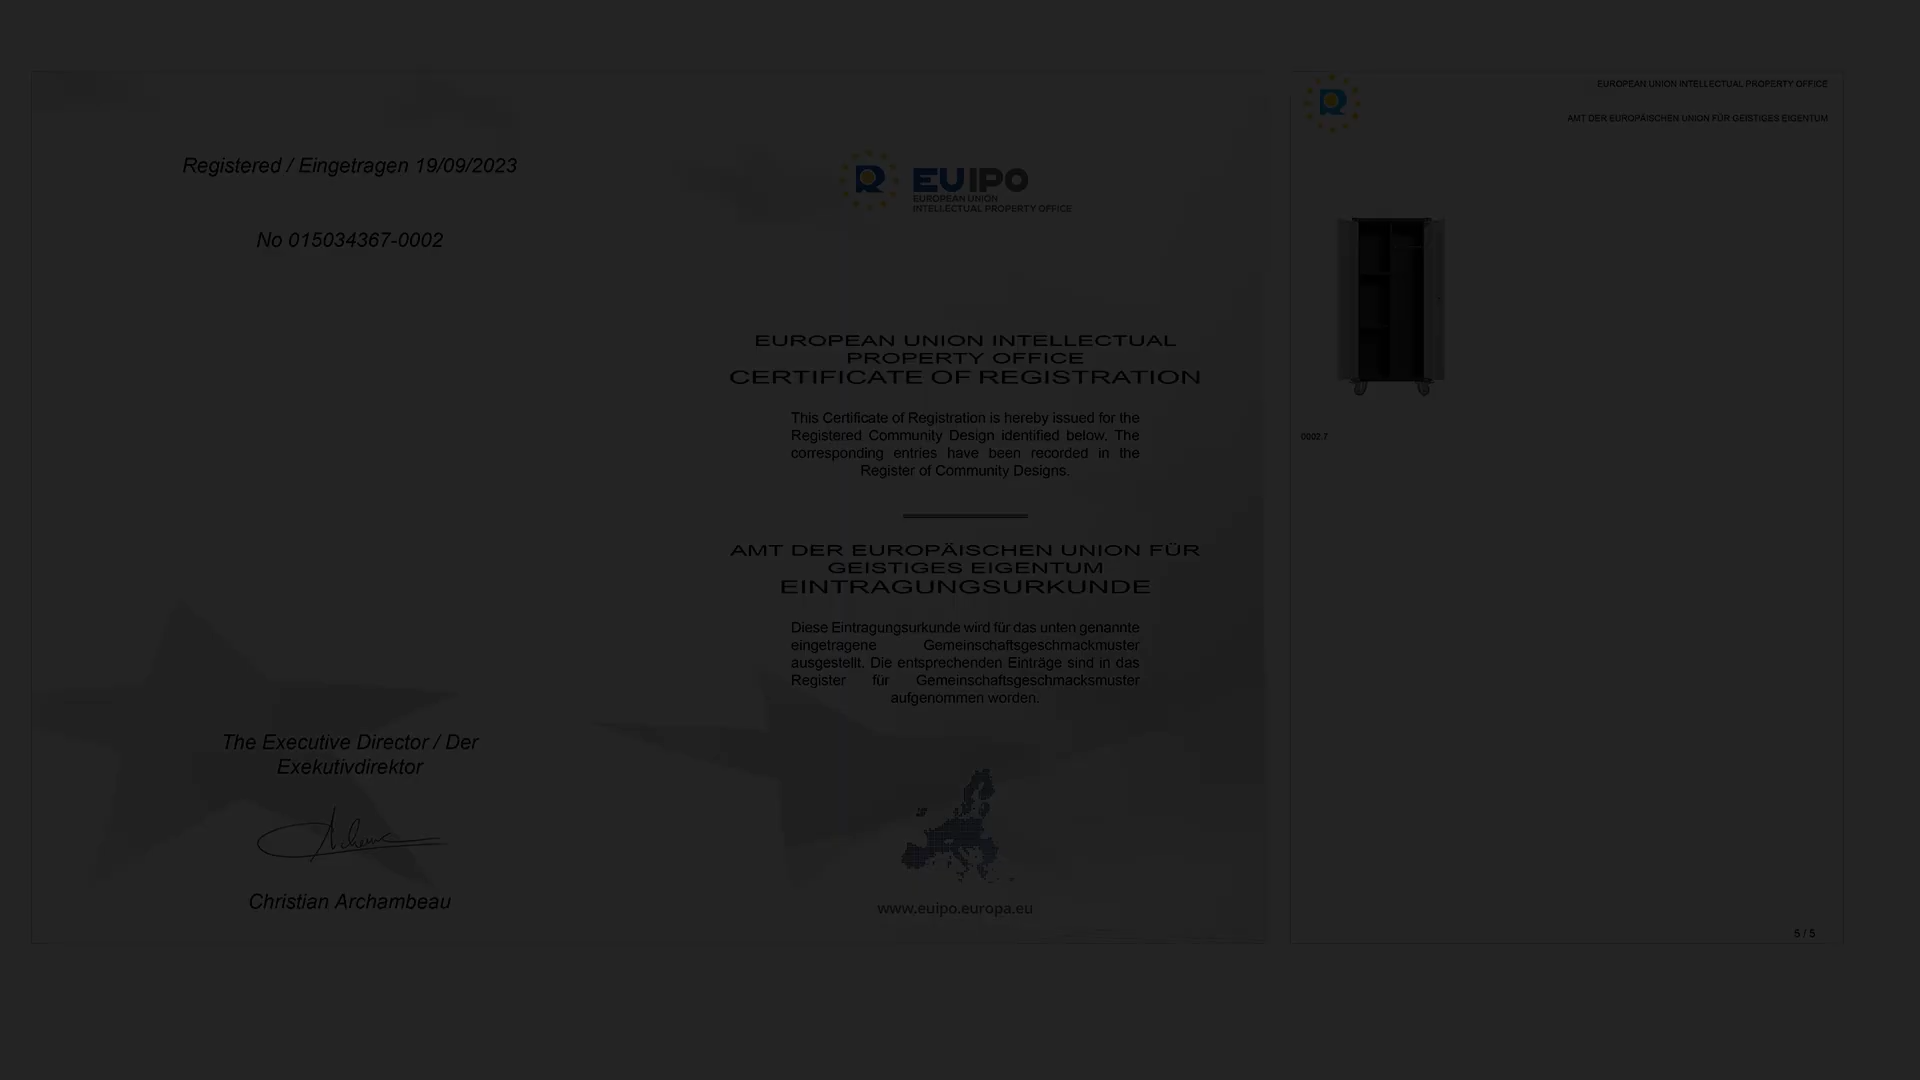 Registered / Eingetragen 19/09/2023
No 015034367-0002
The Executive Director / Der
Exekutivdirektor
Christian Archambeau
EUIPO
EUROPEAN UNION
INTELLECTUAL PROPERTY OFFICE
EUROPEAN UNION INTELLECTUAL
PROPERTY OFFICE
CERTIFICATE OF REGISTRATION
This Certificate of Registration is hereby issued for the
Registered Community Design identified below. The
corresponding entries have been recorded in the
Register of Community Designs.
AMT DER EUROPÄISCHEN UNION FÜR
GEISTIGES EIGENTUM
EINTRAGUNGSURKUNDE
Diese Eintragungsurkunde wird für das unten genannte
eingetragene Gemeinschaftsgeschmackmuster
ausgestellt. Die entsprechenden Einträge sind in das
Register für Gemeinschaftsgeschmacksmuster
aufgenommen worden.
www.euipo.europa.eu
EUROPEAN UNION INTELLECTUAL PROPERTY OFFICE
AMT DER EUROPÄISCHEN UNION FÜR GEISTIGES EIGENTUM
0002.7
5 / 5